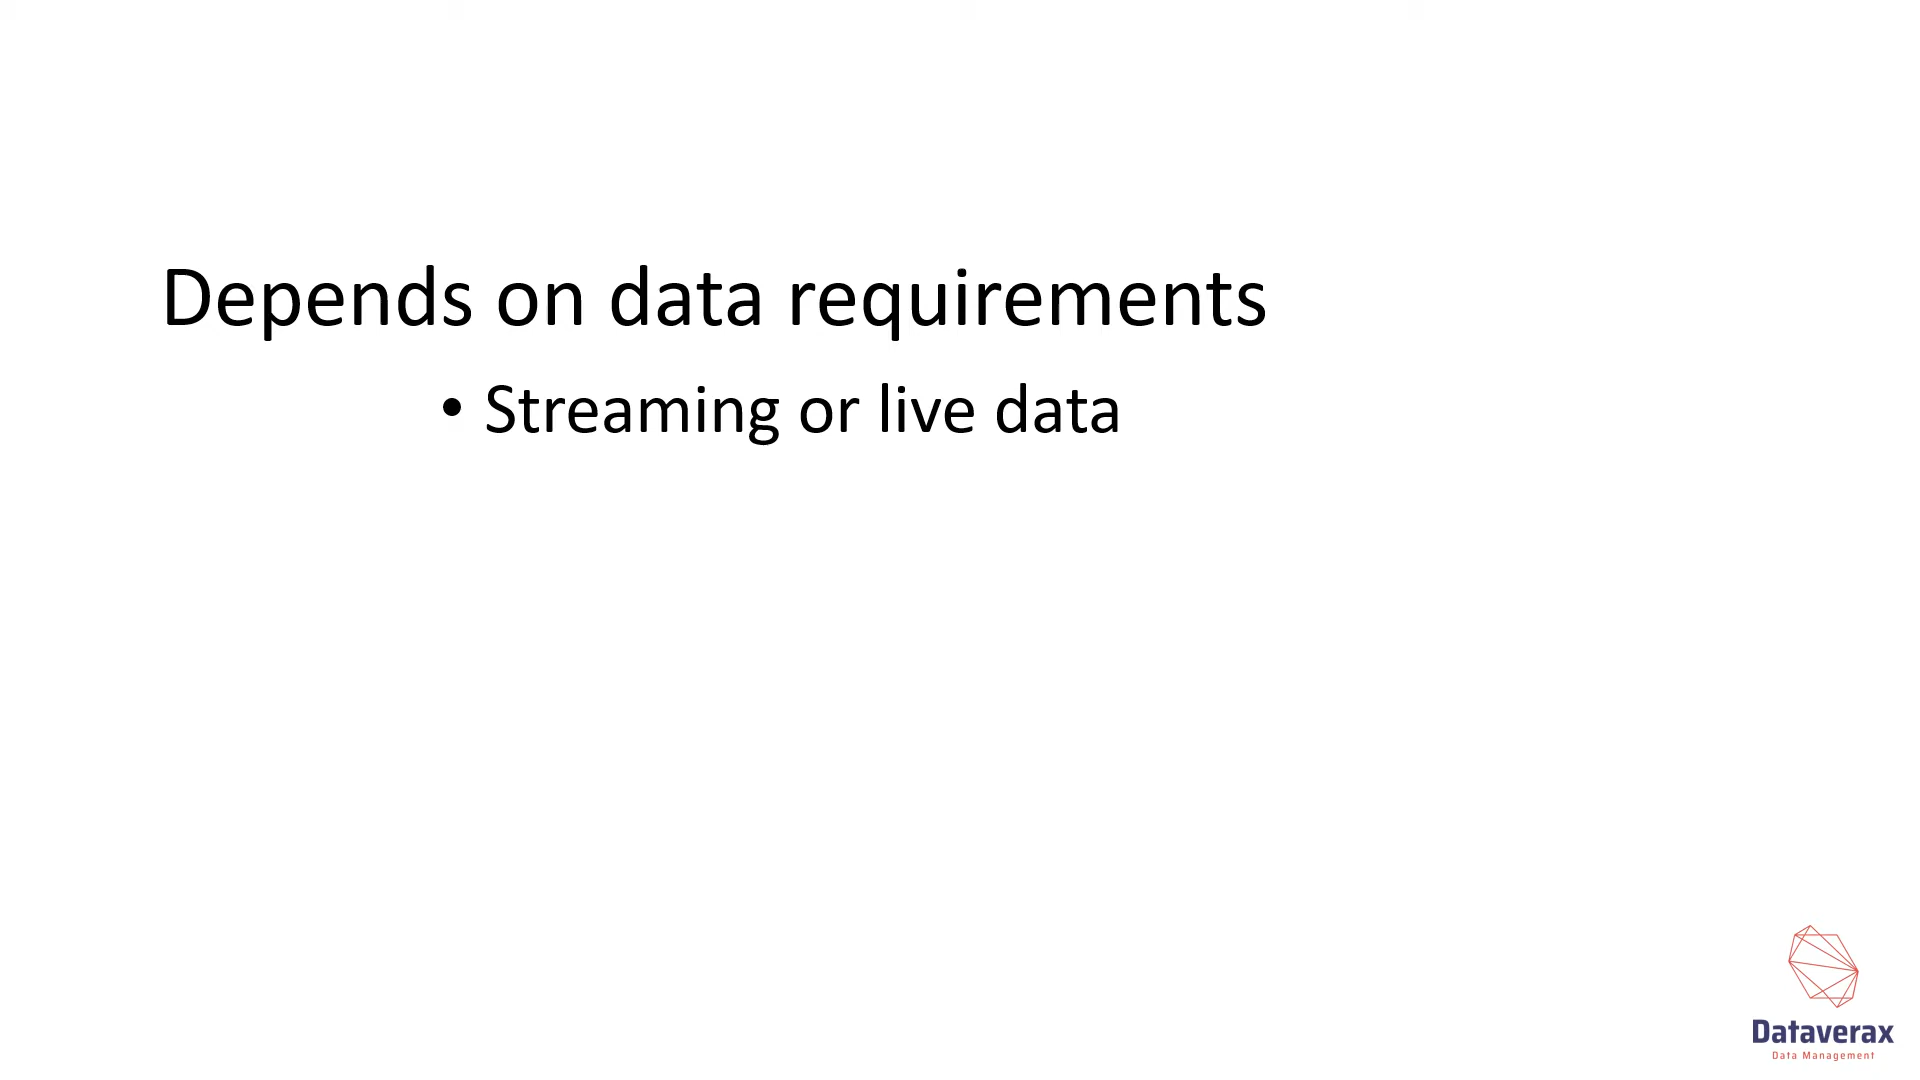 Depends on data requirements
• Streaming or live data
Dataverax
Data Management